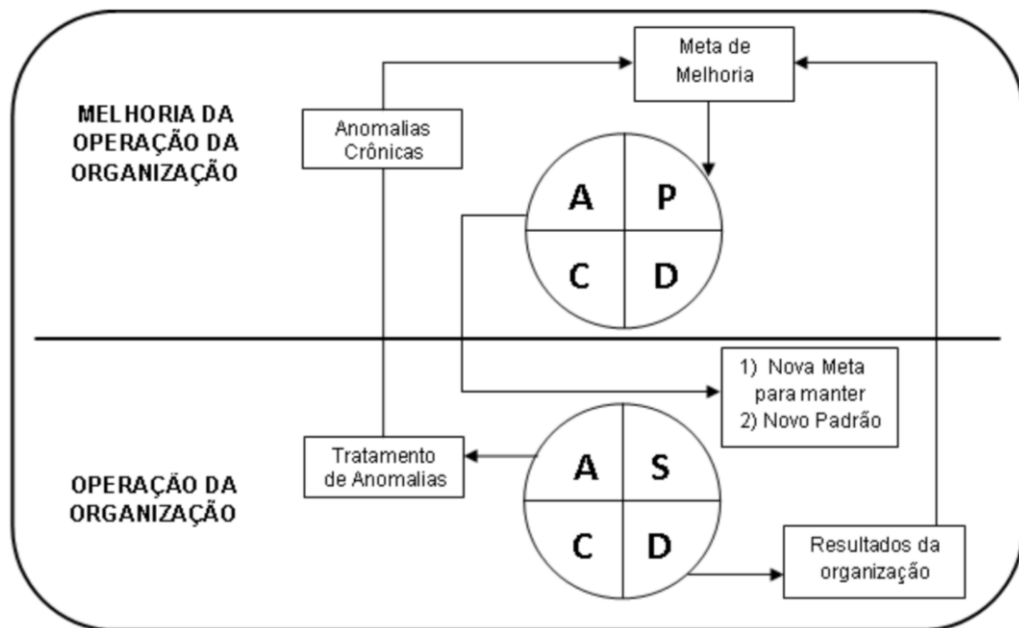 Meta de
Melhoria
MELHORIA DA
OPERAÇÃO DA
ORGANIZAÇÃO
Anomalias
Crônicas
A P
C D
1) Nova Meta
para manter
2) Novo Padrão
Tratamento
de Anomalias
A S
C D
OPERAÇÃO DA
ORGANIZAÇÃO
Resultados da
organização